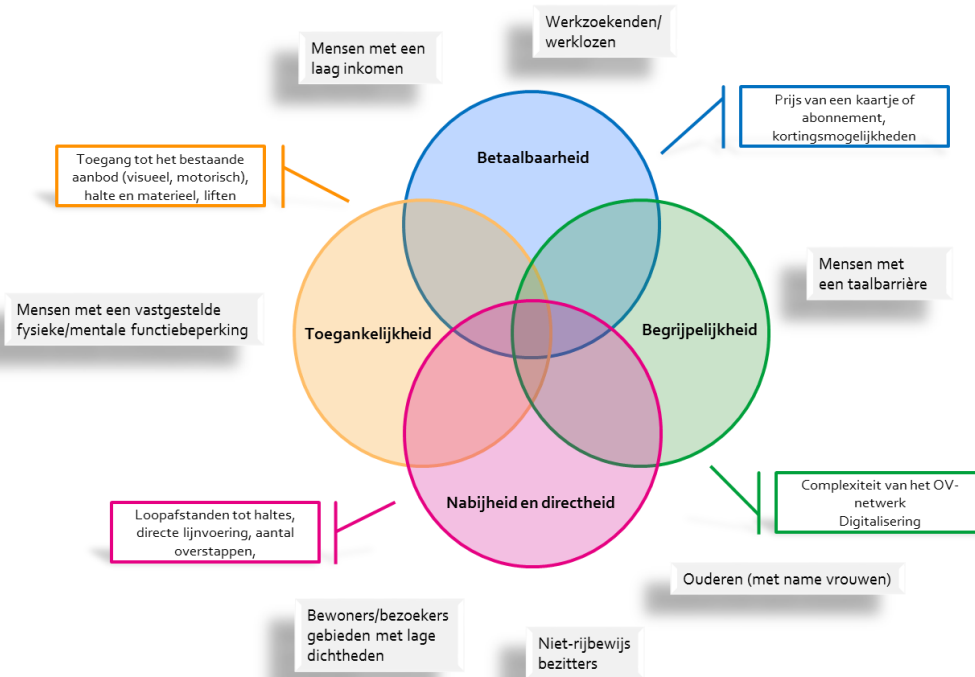 Werkzoekenden/
werklozen
Mensen met een
laag inkomen
Prijs van een kaartje of
abonnement,
kortingsmogelijkheden
Betaalbaarheid
Toegang tot het bestaande
aanbod (visueel, motorisch),
halte en materieel, liften
Mensen met
een taalbarrière
Mensen met een vastgestelde
fysieke/mentale functiebeperking
Toegankelijkheid
Begrijpelijkheid
Nabijheid en directheid
Complexiteit van het OV-
netwerk
Digitalisering
Loopafstanden tot haltes,
directe lijnvoering, aantal
overstappen,
Ouderen (met name vrouwen)
Bewoners/bezoekers
gebieden met lage
dichtheden
Niet-rijbewijs
bezitters